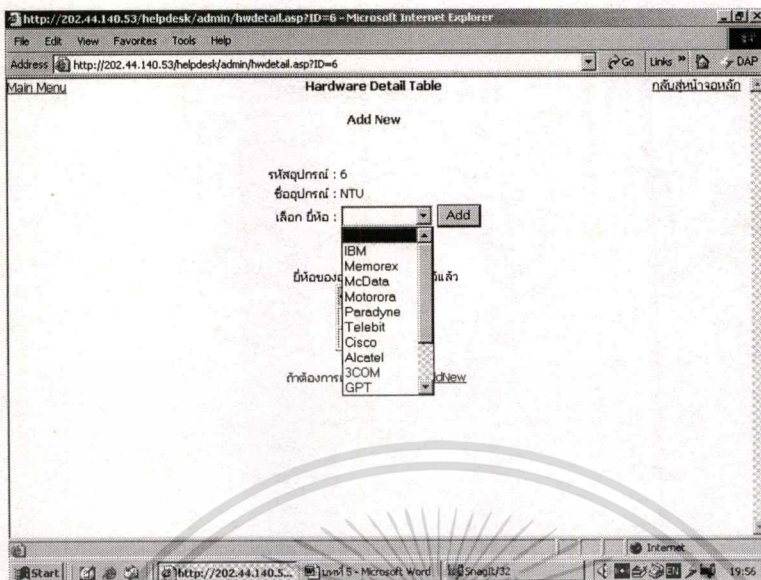 http://202.44.140.53/helpdesk/admin/hwdetail.asp?ID=6 - Microsoft Internet Explorer
File Edit View Favorites Tools Help
Address http://202.44.140.53/helpdesk/admin/hwdetail.asp?ID=6 Go Links » DAP
Main Menu Hardware Detail Table กลับสู่หน้าจอหลัก
Add New
รหัสอุปกรณ์ : 6
ชื่ออุปกรณ์ : NTU
เลือก ยี่ห้อ : Add
IBM
Memorex
ยี่ห้อของ
McData
Motorora
Paradyne
Telebit
Cisco
Alcatel
3COM
ถ้าต้องการ dNew
GPT
Internet
Start http://202.44.140.5... บทที่ 5 - Microsoft Word SnagIt/32 EN 19:56